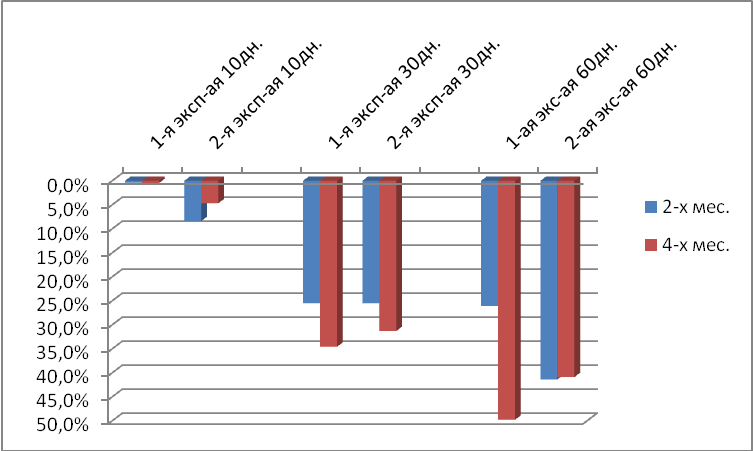 1-я эксп-ая 10дн.
2-я эксп-ая 10дн.
1-я эксп-ая 30дн.
2-я эксп-ая 30дн.
1-ая экс-ая 60дн.
2-ая экс-ая 60дн.
0,0%
5,0%
10,0%
15,0%
20,0%
25,0%
30,0%
35,0%
40,0%
45,0%
50,0%
2-х мес.
4-х мес.